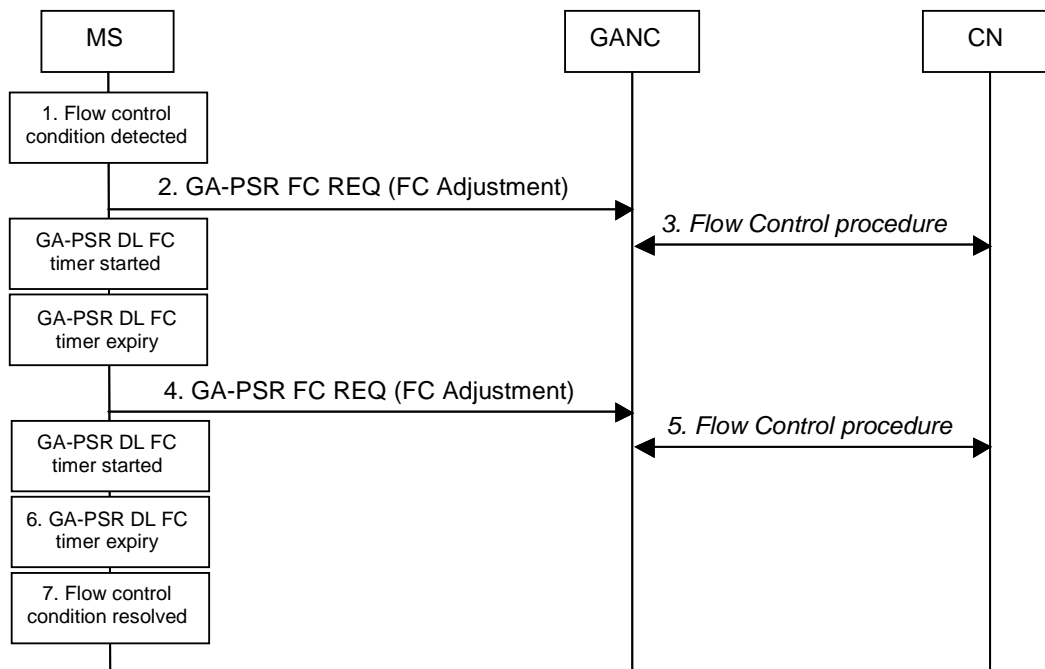 MS
GANC
CN
1. Flow control
condition detected
2. GA-PSR FC REQ (FC Adjustment)
3. Flow Control procedure
GA-PSR DL FC
timer started
GA-PSR DL FC
timer expiry
4. GA-PSR FC REQ (FC Adjustment)
5. Flow Control procedure
GA-PSR DL FC
timer started
6. GA-PSR DL FC
timer expiry
7. Flow control
condition resolved